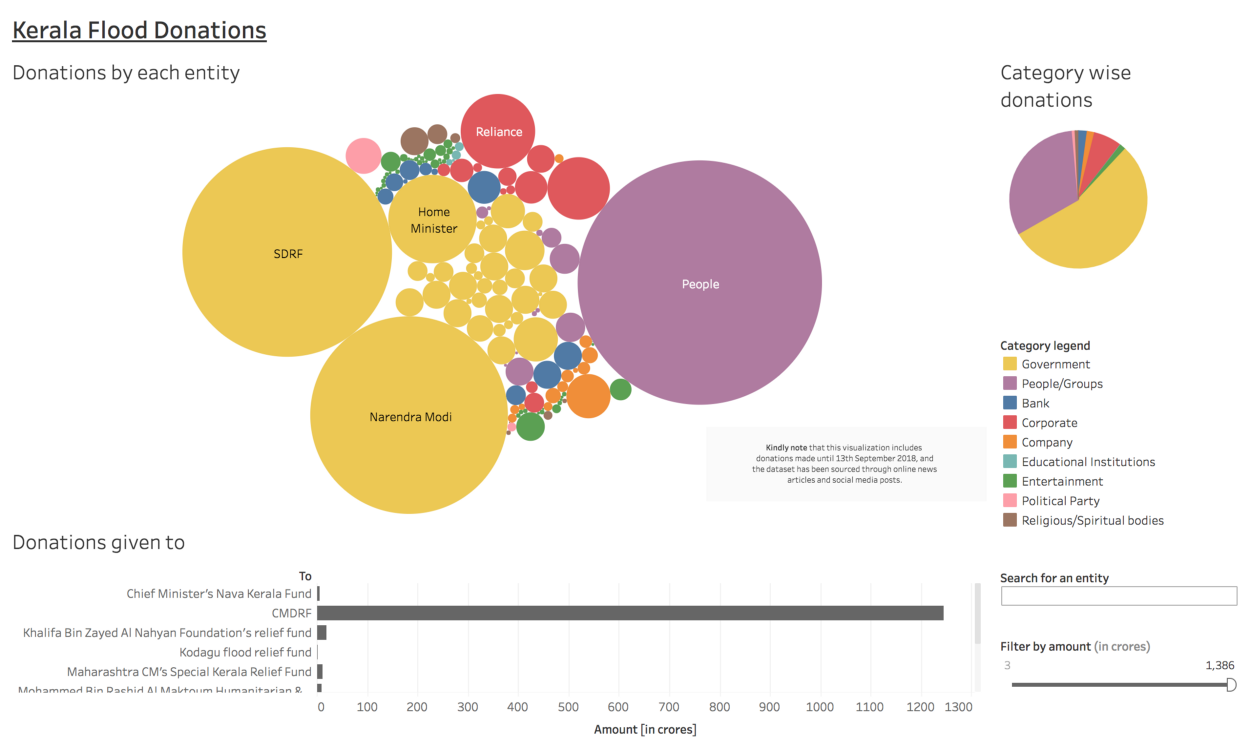 Kerala Flood Donations
Donations by each entity
Category wise
donations
Reliance
Home
Minister
SDRF
People
Narendra Modi
Kindly note that this visualization includes
donations made until 13th September 2018, and
the dataset has been sourced through online news
articles and social media posts.
Category legend
Government
People/Groups
Bank
Corporate
Company
Educational Institutions
Entertainment
Political Party
Religious/Spiritual bodies
Donations given to
To
Chief Minister's Nava Kerala Fund
CMDRF
Khalifa Bin Zayed Al Nahyan Foundation's relief fund
Kodagu flood relief fund
Maharashtra CM's Special Kerala Relief Fund
Mohammed Bin Rashid Al Maktoum Humanitarian & ..
0 100 200 300 400 500 600 700 800 900 1000 1100 1200 1300
Amount [in crores]
Search for an entity
Filter by amount (in crores)
3 1,386